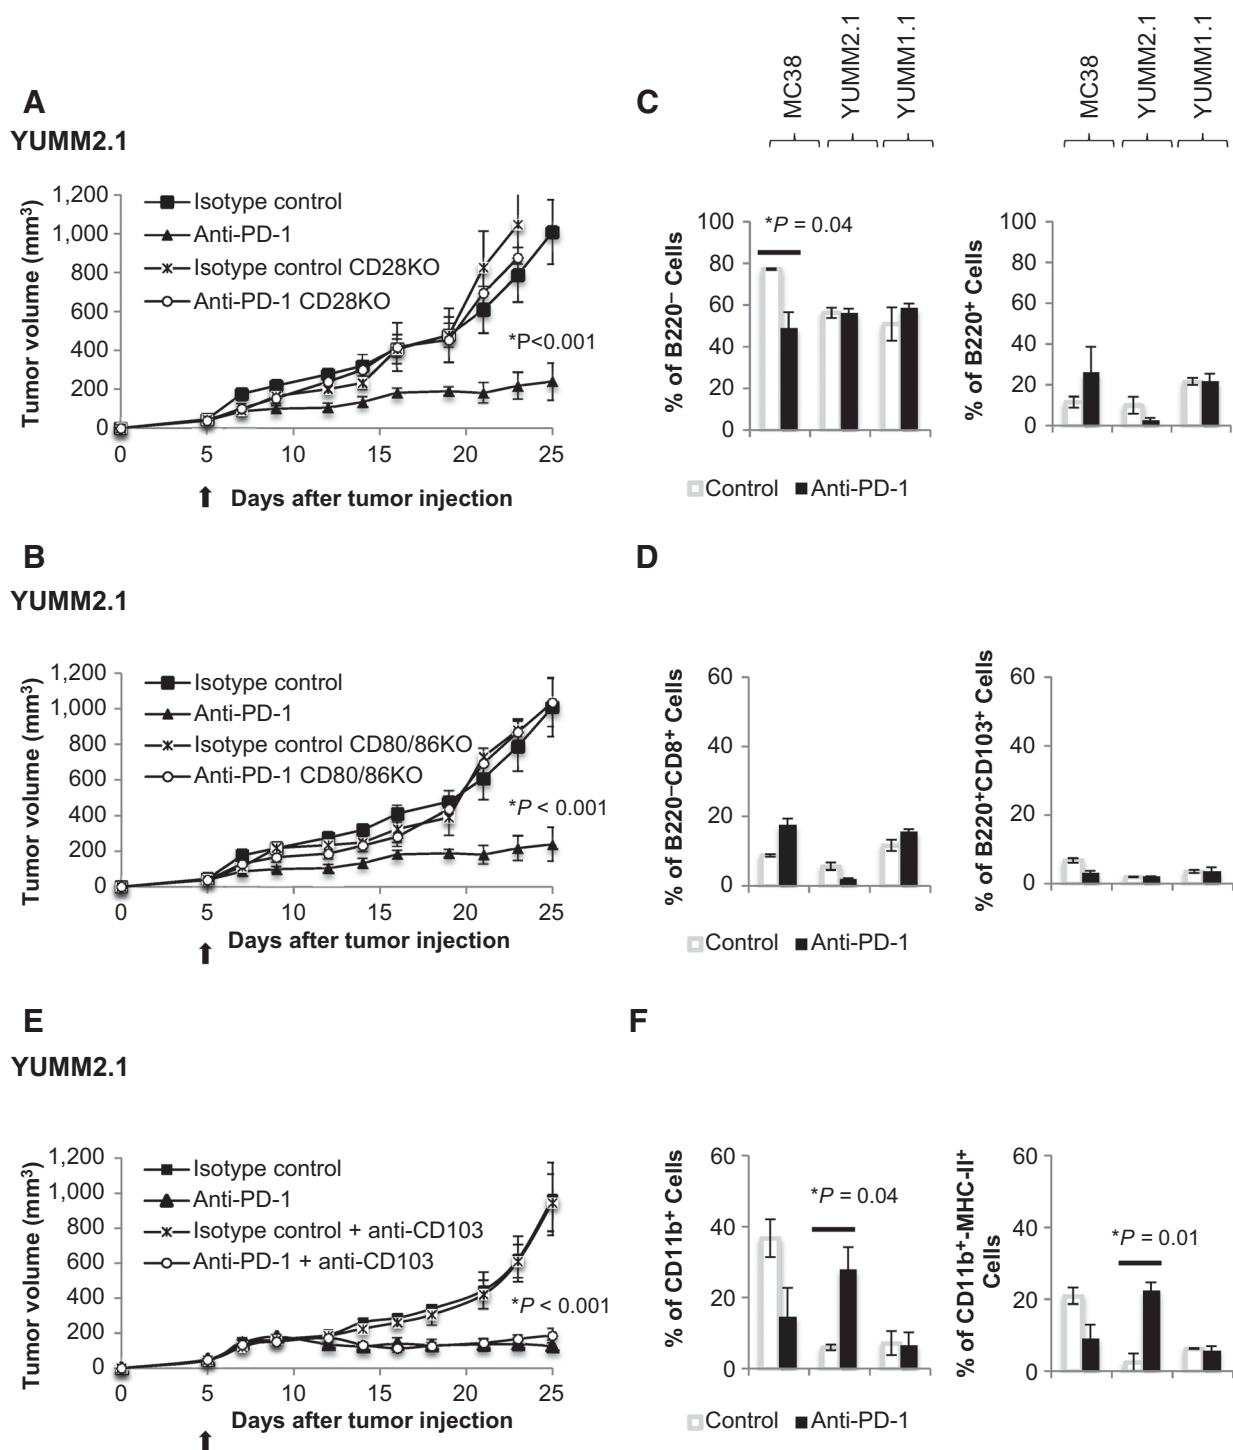 A
YUMM2.1
Tumor volume (mm³)
1,200
1,000
800
600
400
200
0
Isotype control
Anti-PD-1
Isotype control CD28KO
Anti-PD-1 CD28KO
*P<0.001
0 5 10 15 20 25
Days after tumor injection
C
MC38 YUMM2.1 YUMM1.1
% of B220⁻ Cells
100
80
60
40
20
0
*P = 0.04
MC38 YUMM2.1 YUMM1.1
% of B220⁺ Cells
100
80
60
40
20
0
Control Anti-PD-1
B
YUMM2.1
Tumor volume (mm³)
1,200
1,000
800
600
400
200
0
Isotype control
Anti-PD-1
Isotype control CD80/86KO
Anti-PD-1 CD80/86KO
*P < 0.001
0 5 10 15 20 25
Days after tumor injection
D
% of B220⁻CD8⁺ Cells
60
40
20
0
% of B220⁺CD103⁺ Cells
60
40
20
0
Control Anti-PD-1
E
YUMM2.1
Tumor volume (mm³)
1,200
1,000
800
600
400
200
0
Isotype control
Anti-PD-1
Isotype control + anti-CD103
Anti-PD-1 + anti-CD103
*P < 0.001
0 5 10 15 20 25
Days after tumor injection
F
% of CD11b⁺ Cells
60
40
20
0
*P = 0.04
% of CD11b⁺-MHC-II⁺
Cells
60
40
20
0
*P = 0.01
Control Anti-PD-1